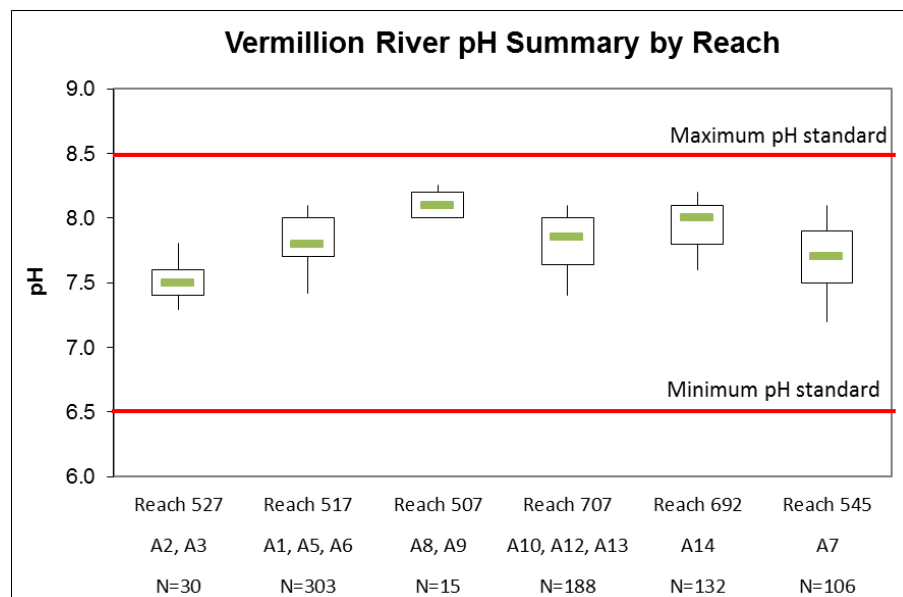 Vermillion River pH Summary by Reach
9.0
Maximum pH standard
8.5
8.0
7.5
pH
7.0
Minimum pH standard
6.5
6.0
Reach 527 Reach 517 Reach 507 Reach 707 Reach 692 Reach 545
A2, A3 A1, A5, A6 A8, A9 A10, A12, A13 A14 A7
N=30 N=303 N=15 N=188 N=132 N=106